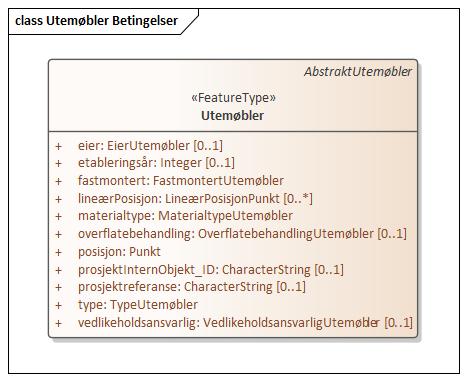 class Utemøbler Betingelser
AbstraktUtemøbler
«FeatureType»
Utemøbler
+ eier: EierUtemøbler [0..1]
+ etableringsår: Integer [0..1]
+ fastmontert: FastmontertUtemøbler
+ lineærPosisjon: LineærPosisjonPunkt [0..*]
+ materialtype: MaterialtypeUtemøbler
+ overflatebehandling: OverflatebehandlingUtemøbler [0..1]
+ posisjon: Punkt
+ prosjektInternObjekt_ID: CharacterString [0..1]
+ prosjektreferanse: CharacterString [0..1]
+ type: TypeUtemøbler
+ vedlikeholdsansvarlig: VedlikeholdsansvarligUtemøbler [0..1]